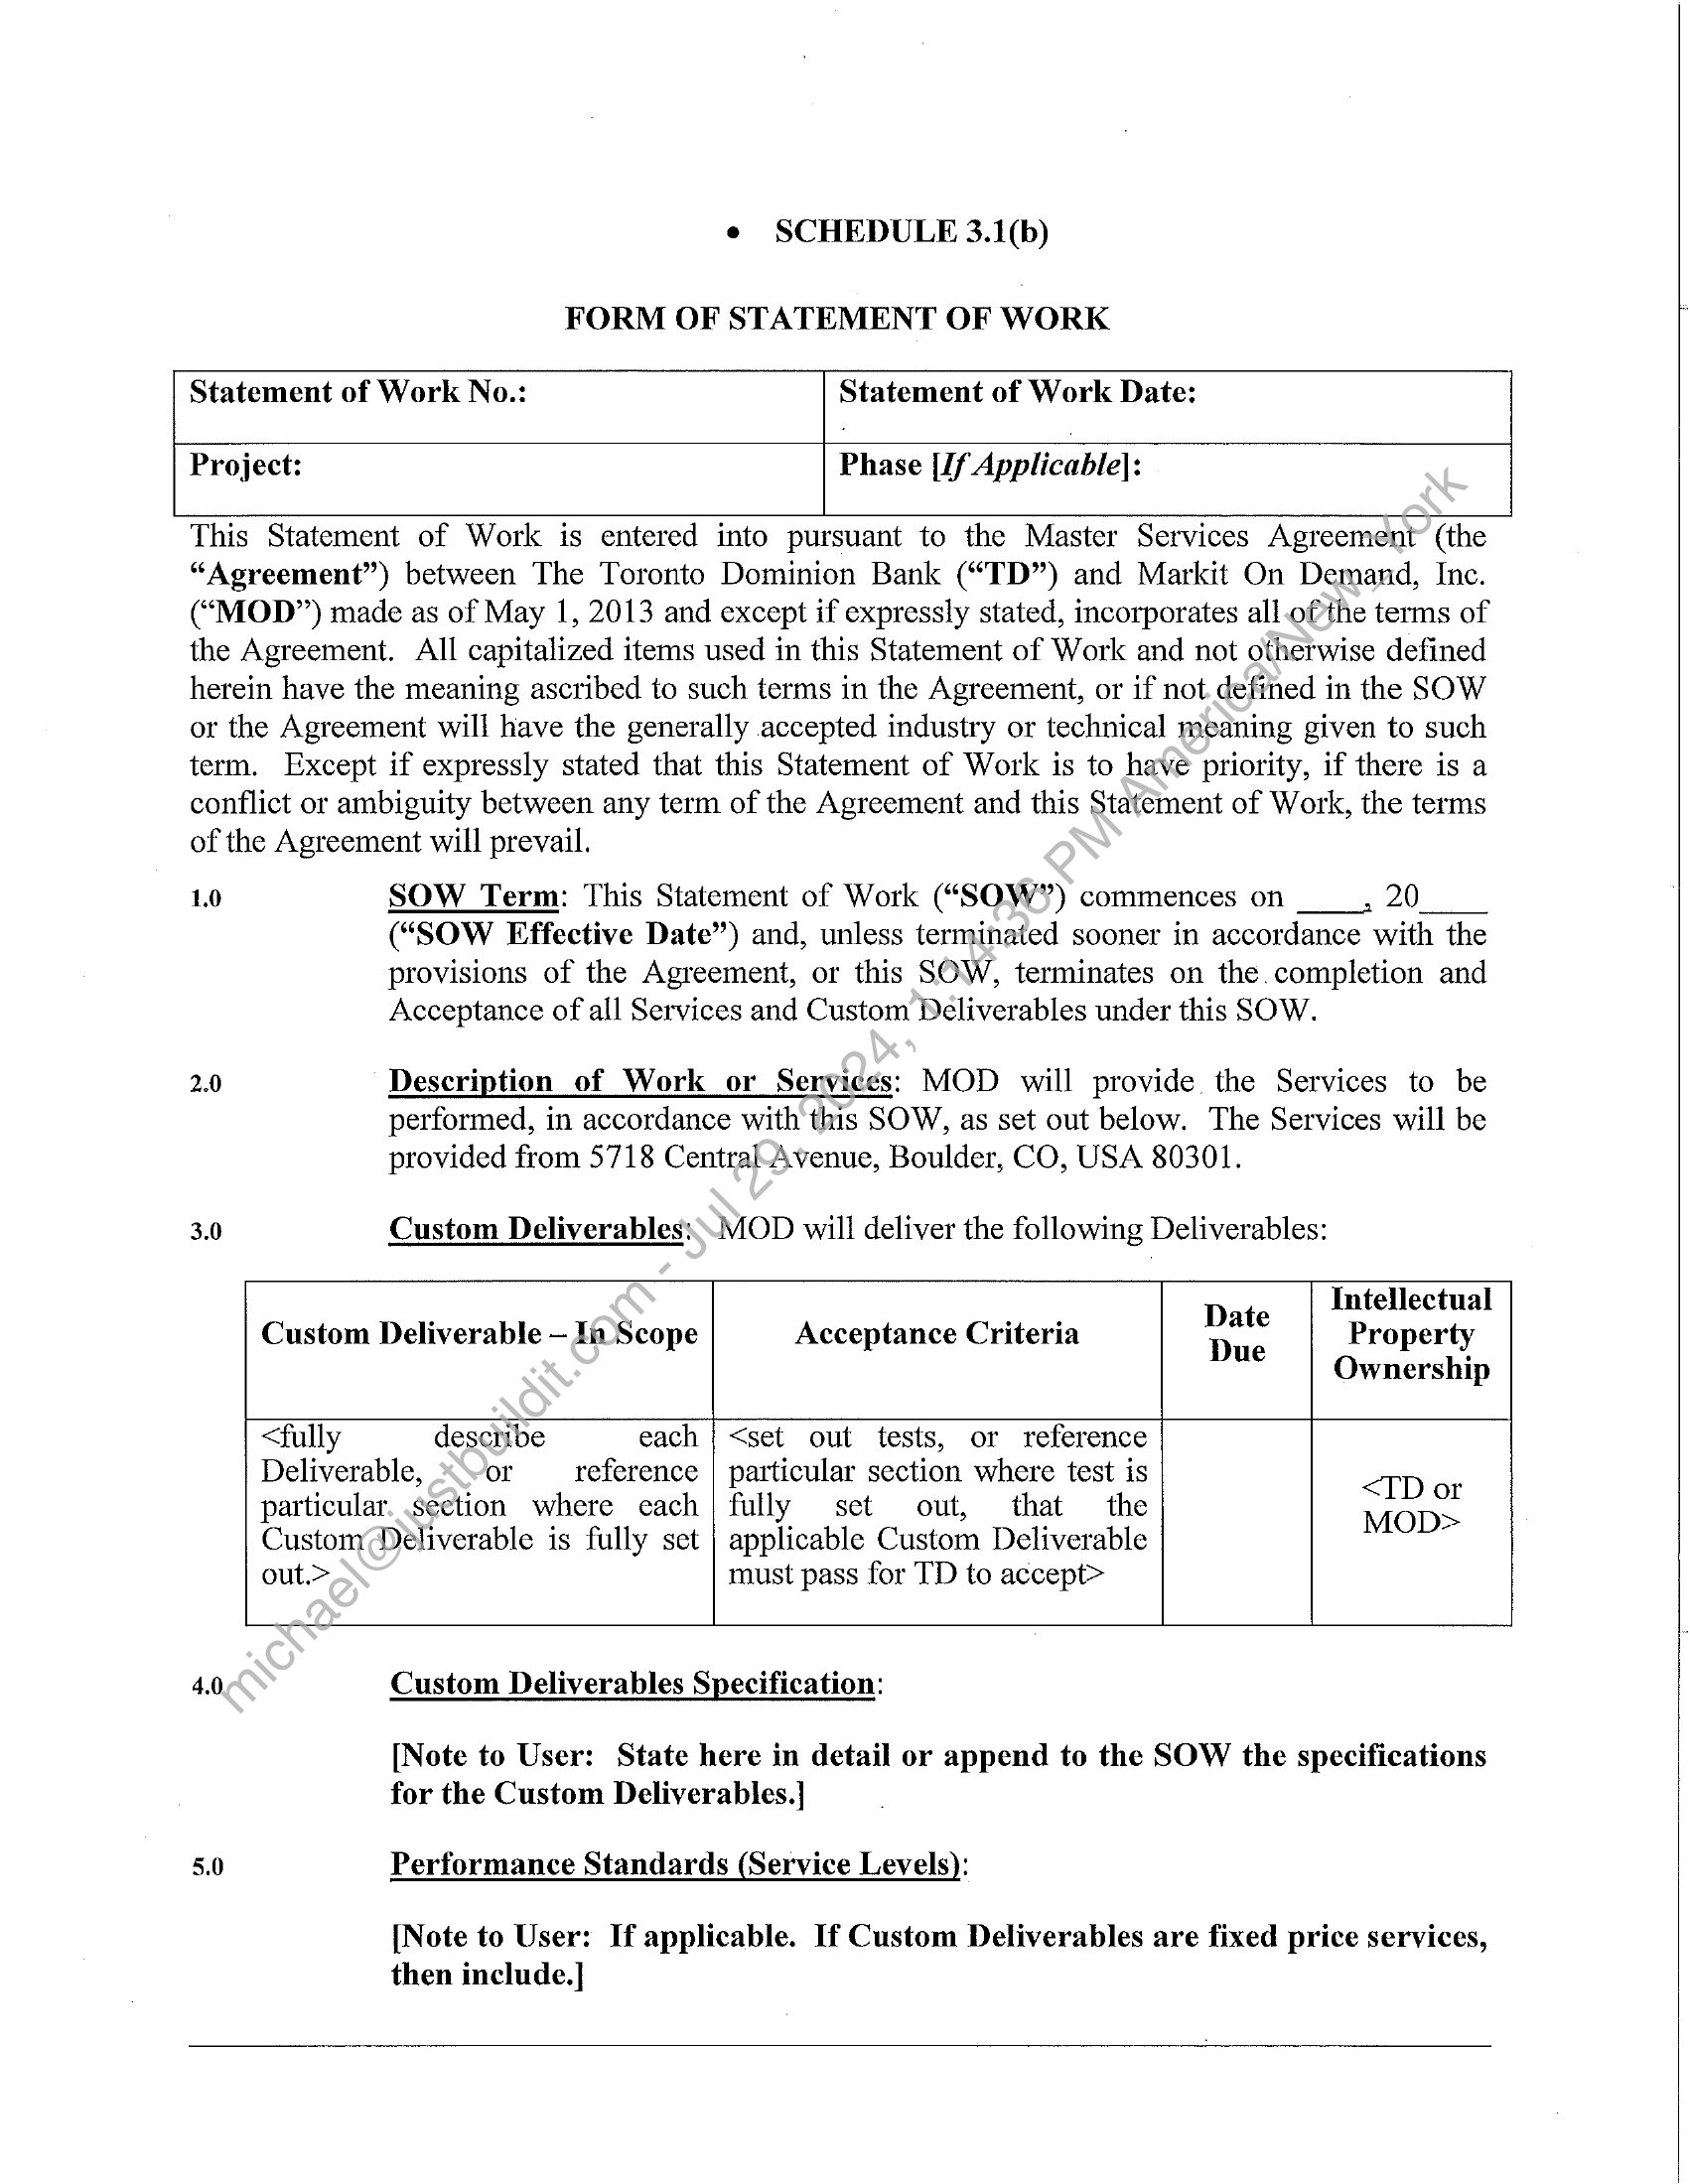 • SCHEDULE 3.1(b)
FORM OF STATEMENT OF WORK
Statement of Work No.: Statement of Work Date:
Project: Phase [If Applicable]:
This Statement of Work is entered into pursuant to the Master Services Agreement (the
“Agreement”) between The Toronto Dominion Bank (“TD”) and Markit On Demand, Inc.
(“MOD”) made as of May 1, 2013 and except if expressly stated, incorporates all of the terms of
the Agreement. All capitalized items used in this Statement of Work and not otherwise defined
herein have the meaning ascribed to such terms in the Agreement, or if not defined in the SOW
or the Agreement will have the generally accepted industry or technical meaning given to such
term. Except if expressly stated that this Statement of Work is to have priority, if there is a
conflict or ambiguity between any term of the Agreement and this Statement of Work, the terms
of the Agreement will prevail.
1.0 SOW Term: This Statement of Work (“SOW”) commences on ____, 20____
(“SOW Effective Date”) and, unless terminated sooner in accordance with the
provisions of the Agreement, or this SOW, terminates on the completion and
Acceptance of all Services and Custom Deliverables under this SOW.
2.0 Description of Work or Services: MOD will provide the Services to be
performed, in accordance with this SOW, as set out below. The Services will be
provided from 5718 Central Avenue, Boulder, CO, USA 80301.
3.0 Custom Deliverables: MOD will deliver the following Deliverables:
Custom Deliverable – In Scope
Acceptance Criteria
Date
Due
Intellectual
Property
Ownership
<fully describe each
Deliverable, or reference
particular section where each
Custom Deliverable is fully set
out.>
<set out tests, or reference
particular section where test is
fully set out, that the
applicable Custom Deliverable
must pass for TD to accept>
<TD or
MOD>
4.0 Custom Deliverables Specification:
[Note to User: State here in detail or append to the SOW the specifications
for the Custom Deliverables.]
5.0 Performance Standards (Service Levels):
[Note to User: If applicable. If Custom Deliverables are fixed price services,
then include.]
michael@justbuildit.com - Jul 29, 2024, 1:14:36 PM America/New_York